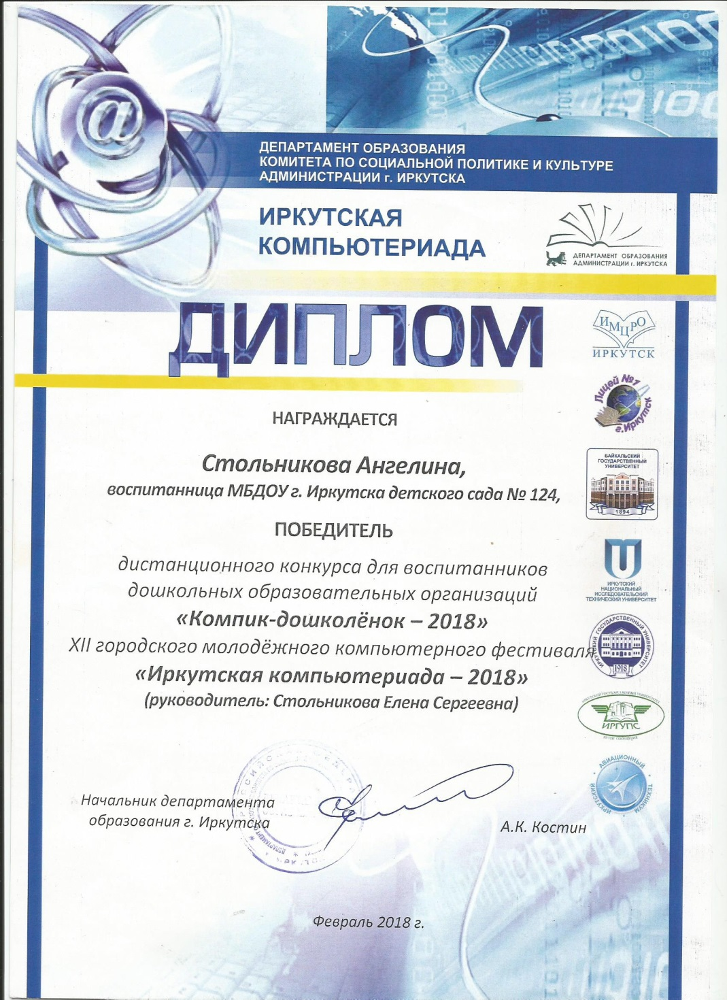 @
ДЕПАРТАМЕНТ ОБРАЗОВАНИЯ
КОМИТЕТА ПО СОЦИАЛЬНОЙ ПОЛИТИКЕ И КУЛЬТУРЕ
АДМИНИСТРАЦИИ г. ИРКУТСКА
ИРКУТСКАЯ
КОМПЬЮТЕРИАДА
ДЕПАРТАМЕНТ ОБРАЗОВАНИЯ
АДМИНИСТРАЦИИ г. ИРКУТСКА
ДИПЛОМ
ИМЦРО
ИРКУТСК
Лицей №1
г.Иркутск
НАГРАЖДАЕТСЯ
Стольникова Ангелина,
воспитанница МБДОУ г. Иркутска детского сада № 124,
БАЙКАЛЬСКИЙ
ГОСУДАРСТВЕННЫЙ
УНИВЕРСИТЕТ
1894
ПОБЕДИТЕЛЬ
дистанционного конкурса для воспитанников
дошкольных образовательных организаций
«Компик-дошколёнок – 2018»
XII городского молодёжного компьютерного фестиваля
«Иркутская компьютериада – 2018»
(руководитель: Стольникова Елена Сергеевна)
ИРКУТСКИЙ
НАЦИОНАЛЬНЫЙ
ИССЛЕДОВАТЕЛЬСКИЙ
ТЕХНИЧЕСКИЙ УНИВЕРСИТЕТ
ИРКУТСКИЙ ГОСУДАРСТВЕННЫЙ УНИВЕРСИТЕТ
1918
ИРКУТСКИЙ ГОСУДАРСТВЕННЫЙ УНИВЕРСИТЕТ
ИРГУПС
ПУТЕЙ СООБЩЕНИЯ
ИРКУТСКИЙ АВИАЦИОННЫЙ ТЕХНИКУМ
Начальник департамента
образования г. Иркутска
А.К. Костин
Февраль 2018 г.